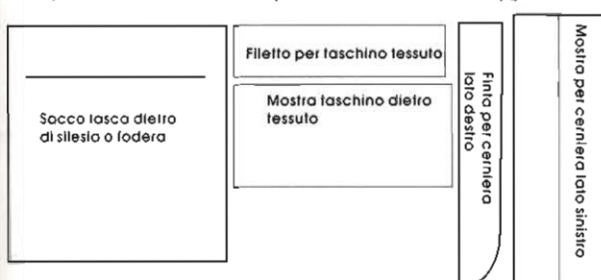 Sacco tasca dietro
di silesia o fodera
Filetto per taschino tessuto
Mostra taschino dietro
tessuto
Finta per cerniera
lato destro
Mostra per cerniera lato sinistro